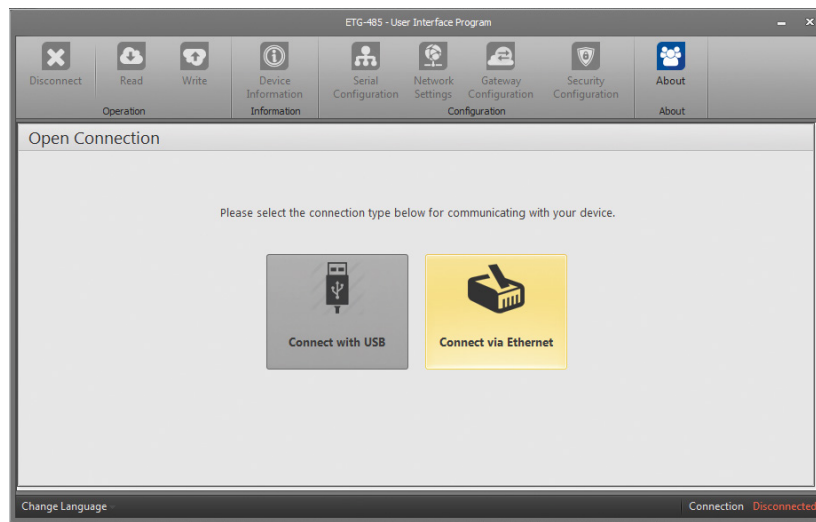 ETG-485 - User Interface Program
Disconnect
Read
Write
Device
Information
Serial
Configuration
Network
Settings
Gateway
Configuration
Security
Configuration
About
Operation
Information
Configuration
About
Open Connection
Please select the connection type below for communicating with your device.
Connect with USB
Connect via Ethernet
Change Language
Connection Disconnected